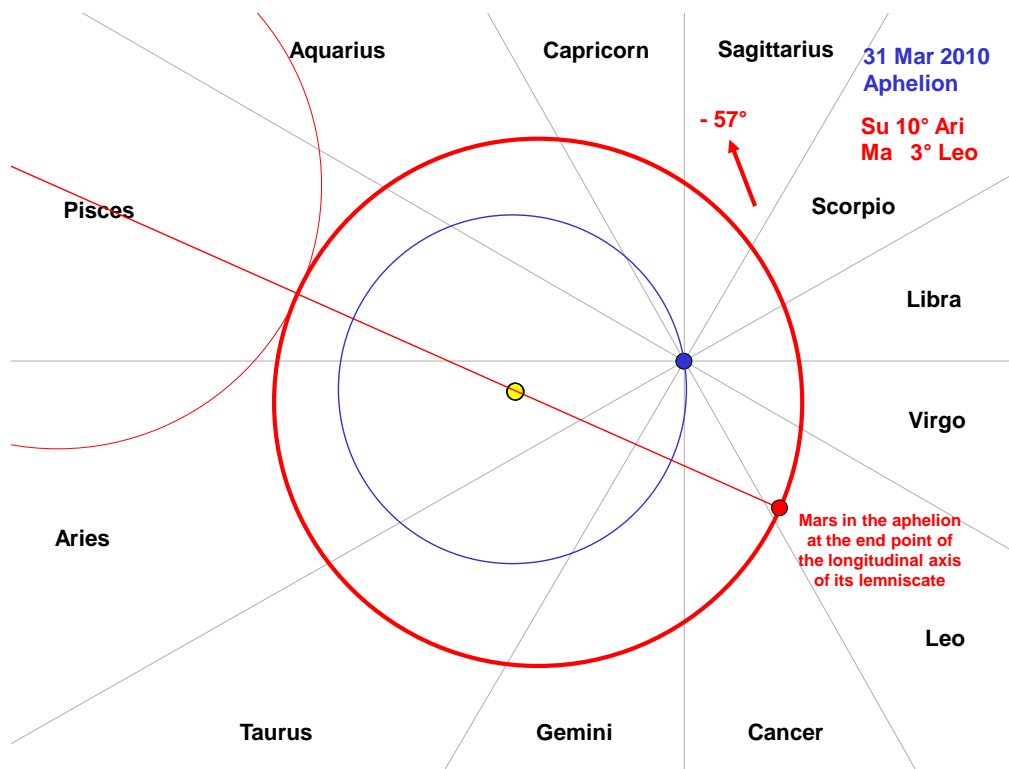 Aquarius
Capricorn
Sagittarius
31 Mar 2010
Aphelion
- 57°
Su 10° Ari
Ma 3° Leo
Pisces
Scorpio
Libra
Virgo
Mars in the aphelion
at the end point of
the longitudinal axis
of its lemniscate
Aries
Leo
Taurus
Gemini
Cancer